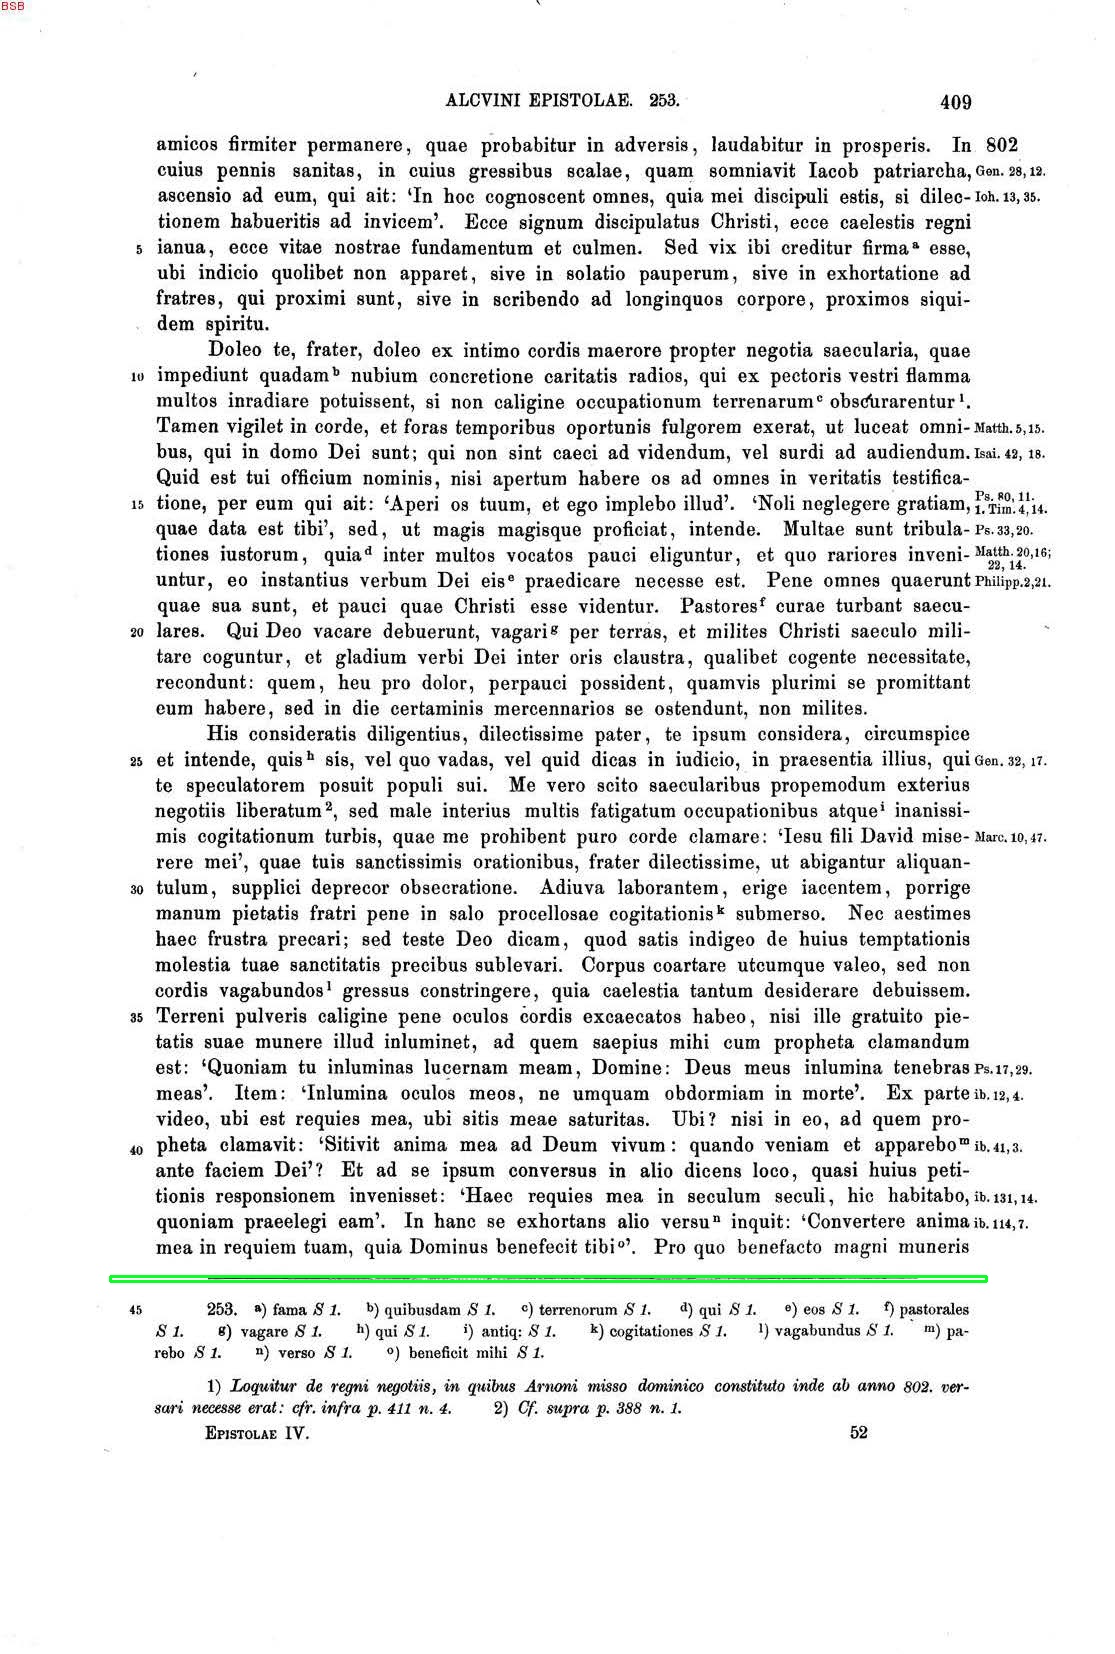 BSB
ALCVINI EPISTOLAE. 253. 409
amicos firmiter permanere, quae probabitur in adversis, laudabitur in prosperis. In 802
cuius pennis sanitas, in cuius gressibus scalae, quam somniavit Iacob patriarcha, Gen. 28, 12.
ascensio ad eum, qui ait: ‘In hoc cognoscent omnes, quia mei discipuli estis, si dilec- Ioh. 13, 35.
tionem habueritis ad invicem’. Ecce signum discipulatus Christi, ecce caelestis regni
5 ianua, ecce vitae nostrae fundamentum et culmen. Sed vix ibi creditur firmaᵃ esse,
ubi indicio quolibet non apparet, sive in solatio pauperum, sive in exhortatione ad
fratres, qui proximi sunt, sive in scribendo ad longinquos corpore, proximos siqui-
dem spiritu.
Doleo te, frater, doleo ex intimo cordis maerore propter negotia saecularia, quae
10 impediunt quadamᵇ nubium concretione caritatis radios, qui ex pectoris vestri flamma
multos inradiare potuissent, si non caligine occupationum terrenarumᶜ obscurarentur¹.
Tamen vigilet in corde, et foras temporibus oportunis fulgorem exerat, ut luceat omni- Matth. 5, 15.
bus, qui in domo Dei sunt; qui non sint caeci ad videndum, vel surdi ad audiendum. Isai. 42, 18.
Quid est tui officium nominis, nisi apertum habere os ad omnes in veritatis testifica-
15 tione, per eum qui ait: ‘Aperi os tuum, et ego implebo illud’. ‘Noli neglegere gratiam, Ps. 80, 11. 1. Tim. 4, 14.
quae data est tibi’, sed, ut magis magisque proficiat, intende. Multae sunt tribula- Ps. 33, 20.
tiones iustorum, quiaᵈ inter multos vocatos pauci eliguntur, et quo rariores inveni- Matth. 20, 16; 22, 14.
untur, eo instantius verbum Dei eisᵉ praedicare necesse est. Pene omnes quaerunt Philipp. 2, 21.
quae sua sunt, et pauci quae Christi esse videntur. Pastoresᶠ curae turbant saecu-
20 lares. Qui Deo vacare debuerunt, vagariᵍ per terras, et milites Christi saeculo mili-
tare coguntur, et gladium verbi Dei inter oris claustra, qualibet cogente necessitate,
recondunt: quem, heu pro dolor, perpauci possident, quamvis plurimi se promittant
eum habere, sed in die certaminis mercennarios se ostendunt, non milites.
His consideratis diligentius, dilectissime pater, te ipsum considera, circumspice
25 et intende, quisʰ sis, vel quo vadas, vel quid dicas in iudicio, in praesentia illius, qui Gen. 32, 17.
te speculatorem posuit populi sui. Me vero scito saecularibus propemodum exterius
negotiis liberatum², sed male interius multis fatigatum occupationibus atqueⁱ inanissi-
mis cogitationum turbis, quae me prohibent puro corde clamare: ‘Iesu fili David mise- Marc. 10, 47.
rere mei’, quae tuis sanctissimis orationibus, frater dilectissime, ut abigantur aliquan-
30 tulum, supplici deprecor obsecratione. Adiuva laborantem, erige iacentem, porrige
manum pietatis fratri pene in salo procellosae cogitationisᵏ submerso. Nec aestimes
haec frustra precari; sed teste Deo dicam, quod satis indigeo de huius temptationis
molestia tuae sanctitatis precibus sublevari. Corpus coartare utcumque valeo, sed non
cordis vagabundosˡ gressus constringere, quia caelestia tantum desiderare debuissem.
35 Terreni pulveris caligine pene oculos cordis excaecatos habeo, nisi ille gratuito pie-
tatis suae munere illud inluminet, ad quem saepius mihi cum propheta clamandum
est: ‘Quoniam tu inluminas lucernam meam, Domine: Deus meus inlumina tenebras Ps. 17, 29.
meas’. Item: ‘Inlumina oculos meos, ne umquam obdormiam in morte’. Ex parte ib. 12, 4.
video, ubi est requies mea, ubi sitis meae saturitas. Ubi? nisi in eo, ad quem pro-
40 pheta clamavit: ‘Sitivit anima mea ad Deum vivum: quando veniam et appareboᵐ ib. 41, 3.
ante faciem Dei’? Et ad se ipsum conversus in alio dicens loco, quasi huius peti-
tionis responsionem invenisset: ‘Haec requies mea in seculum seculi, hic habitabo, ib. 131, 14.
quoniam praeelegi eam’. In hanc se exhortans alio versuⁿ inquit: ‘Convertere anima ib. 114, 7.
mea in requiem tuam, quia Dominus benefecit tibiᵒ’. Pro quo benefacto magni muneris
45 253. ᵃ) fama S 1. ᵇ) quibusdam S 1. ᶜ) terrenorum S 1. ᵈ) qui S 1. ᵉ) eos S 1. ᶠ) pastorales
S 1. ᵍ) vagare S 1. ʰ) qui S 1. ⁱ) antiq: S 1. ᵏ) cogitationes S 1. ˡ) vagabundus S 1. ᵐ) pa-
rebo S 1. ⁿ) verso S 1. ᵒ) beneficit mihi S 1.
1) Loquitur de regni negotiis, in quibus Arnoni misso dominico constituto inde ab anno 802. ver-
sari necesse erat: cfr. infra p. 411 n. 4. 2) Cf. supra p. 388 n. 1.
EPISTOLAE IV. 52